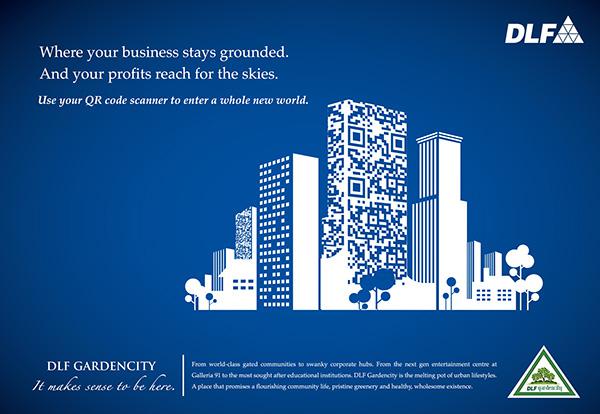 DLF
Where your business stays grounded.
And your profits reach for the skies.
Use your QR code scanner to enter a whole new world.
DLF GARDENCITY
It makes sense to be here.
From world-class gated communities to swanky corporate hubs. From the next gen entertainment centre at
Galleria 91 to the most sought after educational institutions. DLF Gardencity is the melting pot of urban lifestyles.
A place that promises a flourishing community life, pristine greenery and healthy, wholesome existence.
DLF gardencity